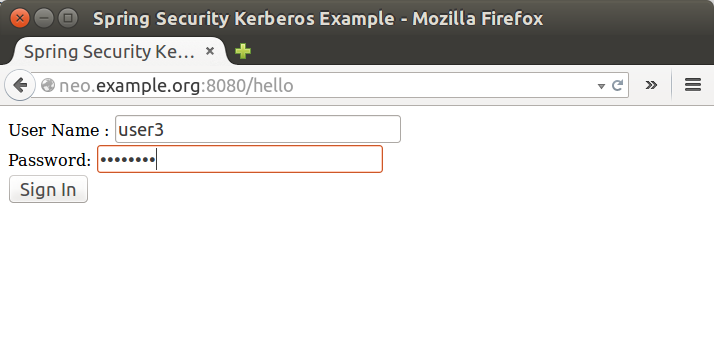 Spring Security Kerberos Example - Mozilla Firefox
Spring Security Ke...
neo.example.org:8080/hello
User Name : user3
Password: ••••••••
Sign In